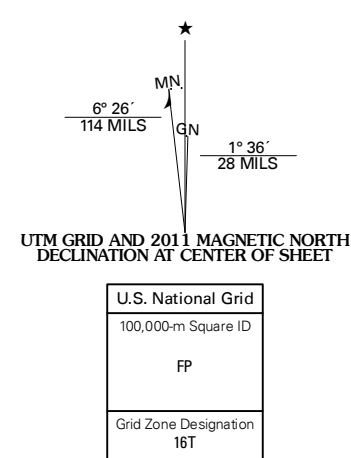 ★
MN.
6° 26´
114 MILS
GN
1° 36´
28 MILS
UTM GRID AND 2011 MAGNETIC NORTH
DECLINATION AT CENTER OF SHEET
U.S. National Grid
100,000-m Square ID
FP
Grid Zone Designation
16T